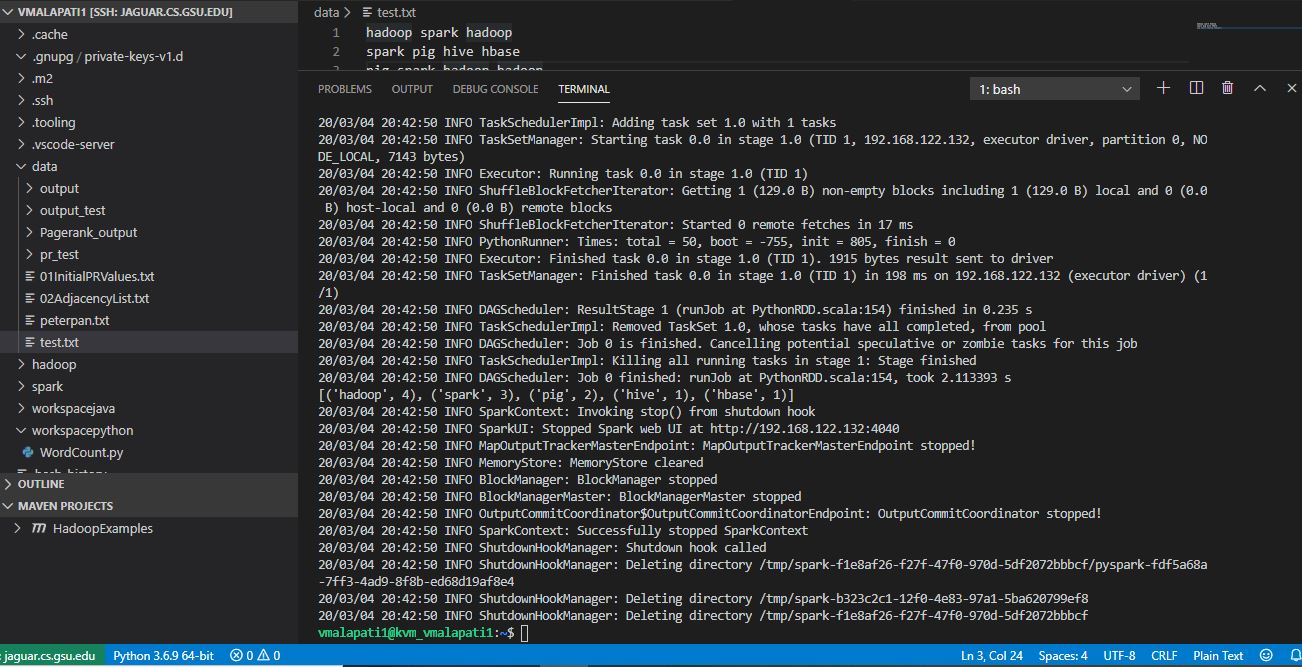 VMALAPATI1 [SSH: JAGUAR.CS.GSU.EDU]
.cache
.gnupg / private-keys-v1.d
.m2
.ssh
.tooling
.vscode-server
data
output
output_test
Pagerank_output
pr_test
01InitialPRValues.txt
02AdjacencyList.txt
peterpan.txt
test.txt
hadoop
spark
workspacejava
workspacepython
WordCount.py
.bash_history
OUTLINE
MAVEN PROJECTS
HadoopExamples
data > test.txt
1 hadoop spark hadoop
2 spark pig hive hbase
3 pig spark hadoop hadoop
PROBLEMS OUTPUT DEBUG CONSOLE TERMINAL 1: bash
20/03/04 20:42:50 INFO TaskSchedulerImpl: Adding task set 1.0 with 1 tasks
20/03/04 20:42:50 INFO TaskSetManager: Starting task 0.0 in stage 1.0 (TID 1, 192.168.122.132, executor driver, partition 0, NO
DE_LOCAL, 7143 bytes)
20/03/04 20:42:50 INFO Executor: Running task 0.0 in stage 1.0 (TID 1)
20/03/04 20:42:50 INFO ShuffleBlockFetcherIterator: Getting 1 (129.0 B) non-empty blocks including 1 (129.0 B) local and 0 (0.0
B) host-local and 0 (0.0 B) remote blocks
20/03/04 20:42:50 INFO ShuffleBlockFetcherIterator: Started 0 remote fetches in 17 ms
20/03/04 20:42:50 INFO PythonRunner: Times: total = 50, boot = -755, init = 805, finish = 0
20/03/04 20:42:50 INFO Executor: Finished task 0.0 in stage 1.0 (TID 1). 1915 bytes result sent to driver
20/03/04 20:42:50 INFO TaskSetManager: Finished task 0.0 in stage 1.0 (TID 1) in 198 ms on 192.168.122.132 (executor driver) (1
/1)
20/03/04 20:42:50 INFO DAGScheduler: ResultStage 1 (runJob at PythonRDD.scala:154) finished in 0.235 s
20/03/04 20:42:50 INFO TaskSchedulerImpl: Removed TaskSet 1.0, whose tasks have all completed, from pool
20/03/04 20:42:50 INFO DAGScheduler: Job 0 is finished. Cancelling potential speculative or zombie tasks for this job
20/03/04 20:42:50 INFO TaskSchedulerImpl: Killing all running tasks in stage 1: Stage finished
20/03/04 20:42:50 INFO DAGScheduler: Job 0 finished: runJob at PythonRDD.scala:154, took 2.113393 s
[('hadoop', 4), ('spark', 3), ('pig', 2), ('hive', 1), ('hbase', 1)]
20/03/04 20:42:50 INFO SparkContext: Invoking stop() from shutdown hook
20/03/04 20:42:50 INFO SparkUI: Stopped Spark web UI at http://192.168.122.132:4040
20/03/04 20:42:50 INFO MapOutputTrackerMasterEndpoint: MapOutputTrackerMasterEndpoint stopped!
20/03/04 20:42:50 INFO MemoryStore: MemoryStore cleared
20/03/04 20:42:50 INFO BlockManager: BlockManager stopped
20/03/04 20:42:50 INFO BlockManagerMaster: BlockManagerMaster stopped
20/03/04 20:42:50 INFO OutputCommitCoordinator$OutputCommitCoordinatorEndpoint: OutputCommitCoordinator stopped!
20/03/04 20:42:50 INFO SparkContext: Successfully stopped SparkContext
20/03/04 20:42:50 INFO ShutdownHookManager: Shutdown hook called
20/03/04 20:42:50 INFO ShutdownHookManager: Deleting directory /tmp/spark-f1e8af26-f27f-47f0-970d-5df2072bbbcf/pyspark-fdf5a68a
-7ff3-4ad9-8f8b-ed68d19af8e4
20/03/04 20:42:50 INFO ShutdownHookManager: Deleting directory /tmp/spark-b323c2c1-12f0-4e83-97a1-5ba620799ef8
20/03/04 20:42:50 INFO ShutdownHookManager: Deleting directory /tmp/spark-f1e8af26-f27f-47f0-970d-5df2072bbbcf
vmalapati1@kvm_vmalapati1:~$
: jaguar.cs.gsu.edu Python 3.6.9 64-bit 0 0 Ln 3, Col 24 Spaces: 4 UTF-8 CRLF Plain Text